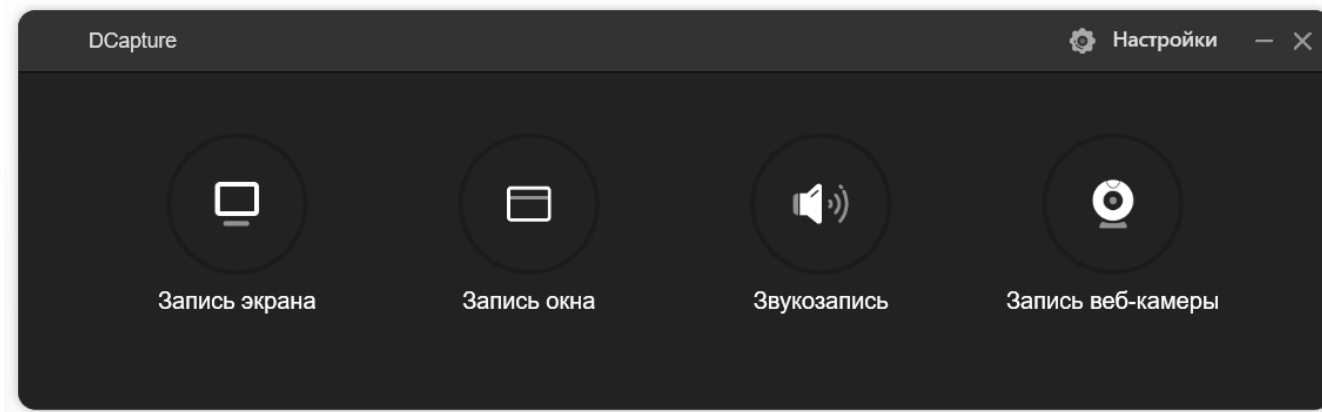 DCapture
Настройки
Запись экрана
Запись окна
Звукозапись
Запись веб-камеры